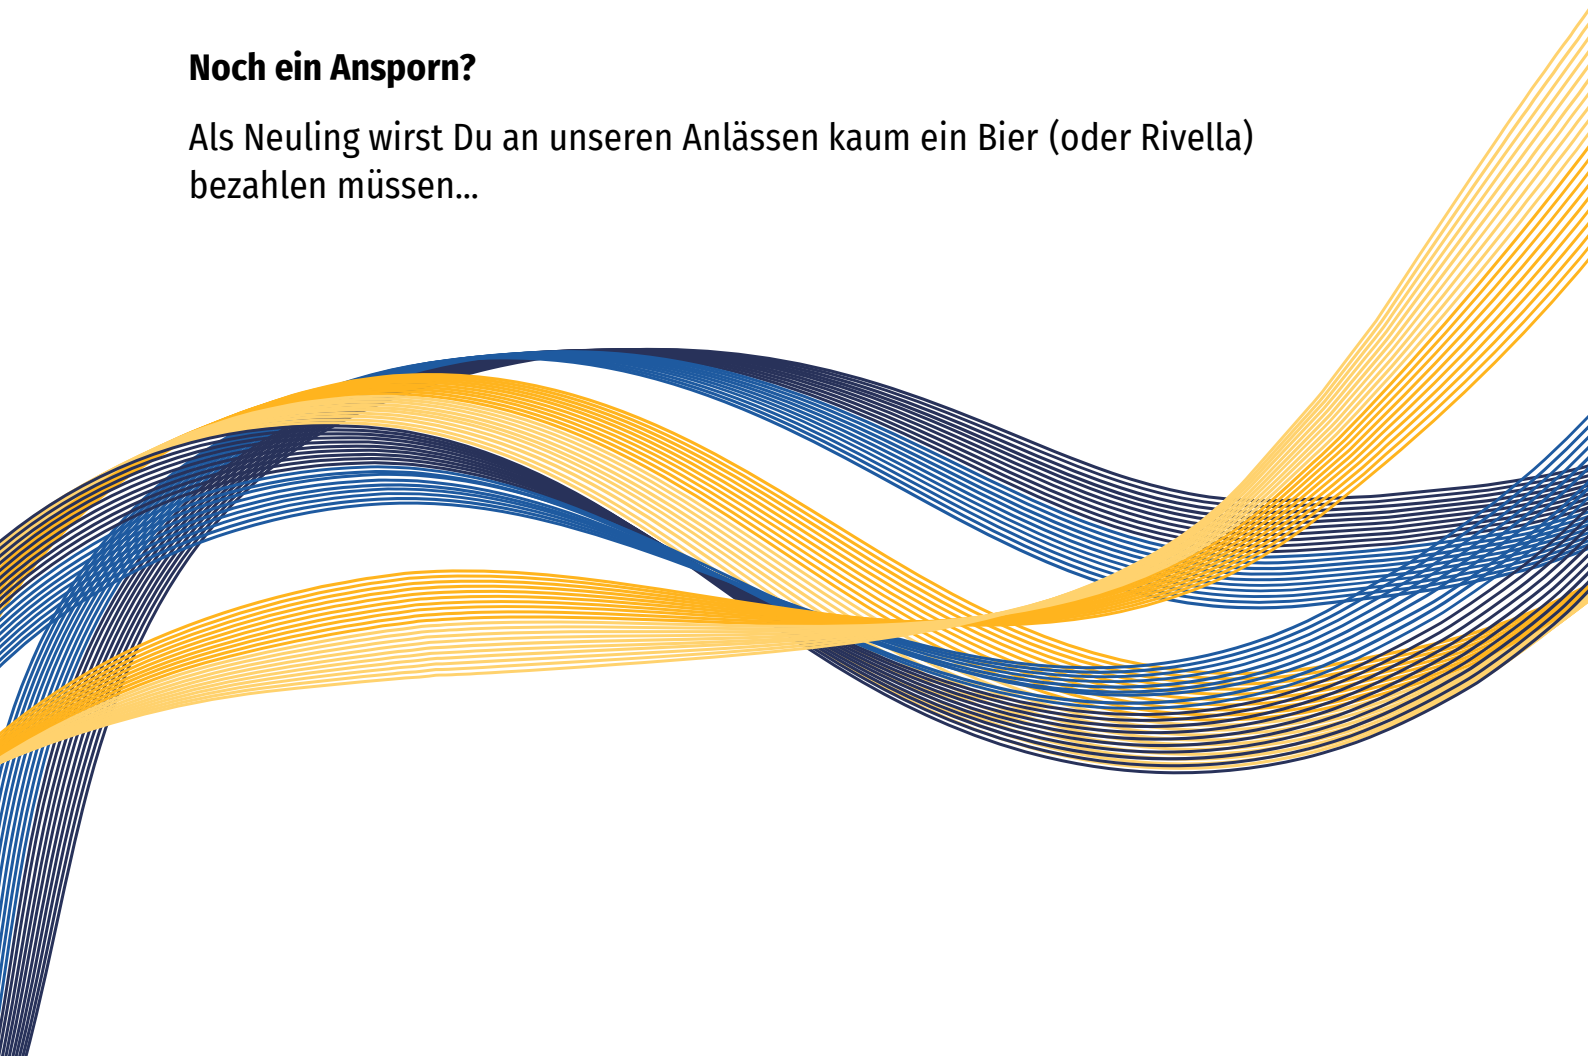 Noch ein Ansporn?
Als Neuling wirst Du an unseren Anlässen kaum ein Bier (oder Rivella)
bezahlen müssen...